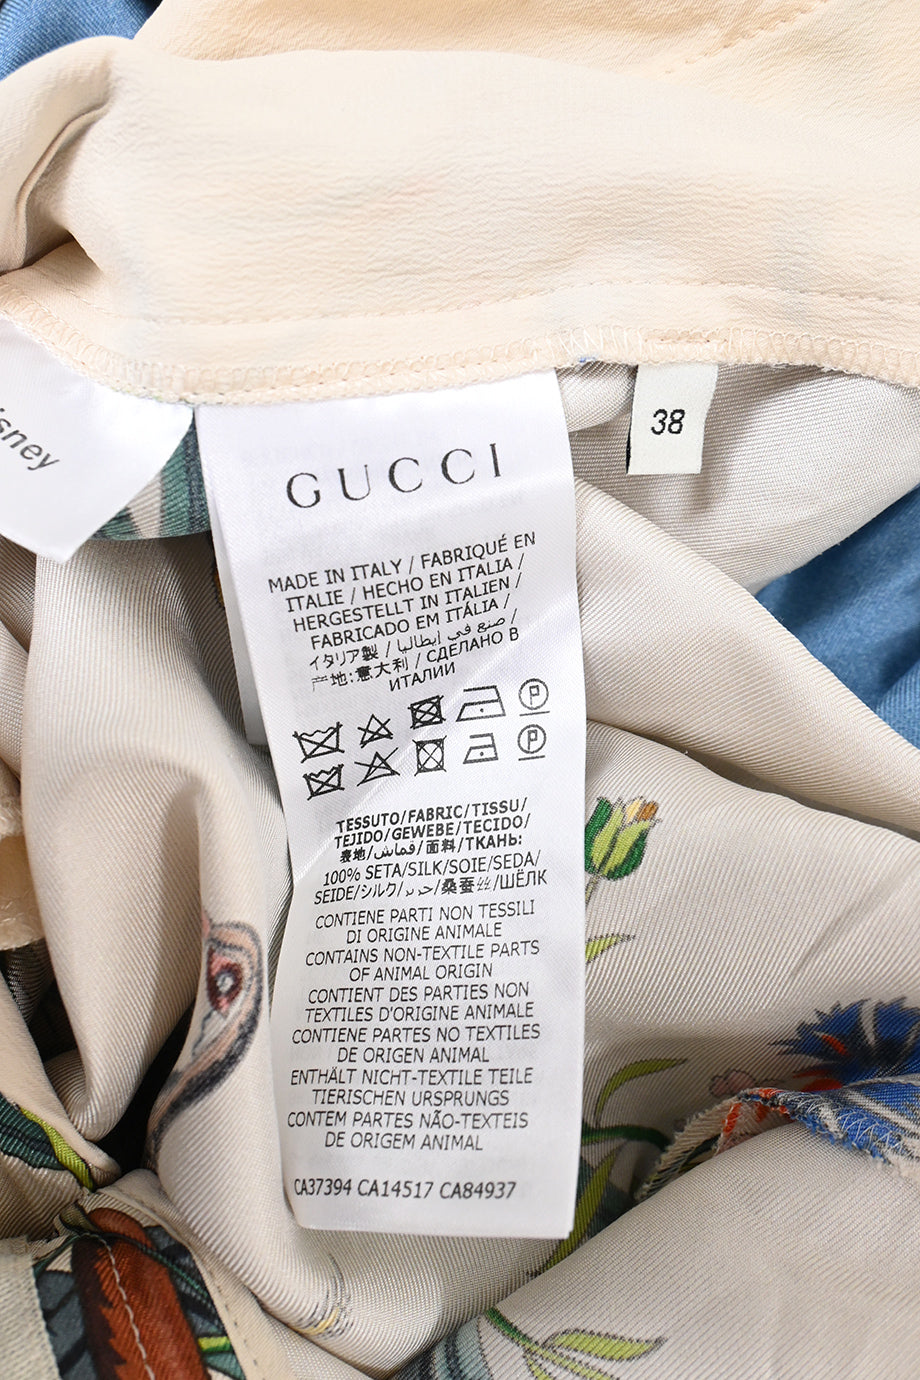 isney
38
GUCCI
MADE IN ITALY / FABRIQUÉ EN
ITALIE / HECHO EN ITALIA /
HERGESTELLT IN ITALIEN /
FABRICADO EM ITÁLIA /
イタリア製 / صنع في إيطاليا /
产地:意大利 / СДЕЛАНО В
ИТАЛИИ
P
P
TESSUTO/FABRIC/TISSU/
TEJIDO/GEWEBE/TECIDO/
表地/قماش/面料/ТКАНЬ:
100% SETA/SILK/SOIE/SEDA/
SEIDE/シルク/حرير/桑蚕丝/ШЁЛК
CONTIENE PARTI NON TESSILI
DI ORIGINE ANIMALE
CONTAINS NON-TEXTILE PARTS
OF ANIMAL ORIGIN
CONTIENT DES PARTIES NON
TEXTILES D'ORIGINE ANIMALE
CONTIENE PARTES NO TEXTILES
DE ORIGEN ANIMAL
ENTHÄLT NICHT-TEXTILE TEILE
TIERISCHEN URSPRUNGS
CONTEM PARTES NÃO-TEXTEIS
DE ORIGEM ANIMAL
CA37394 CA14517 CA84937